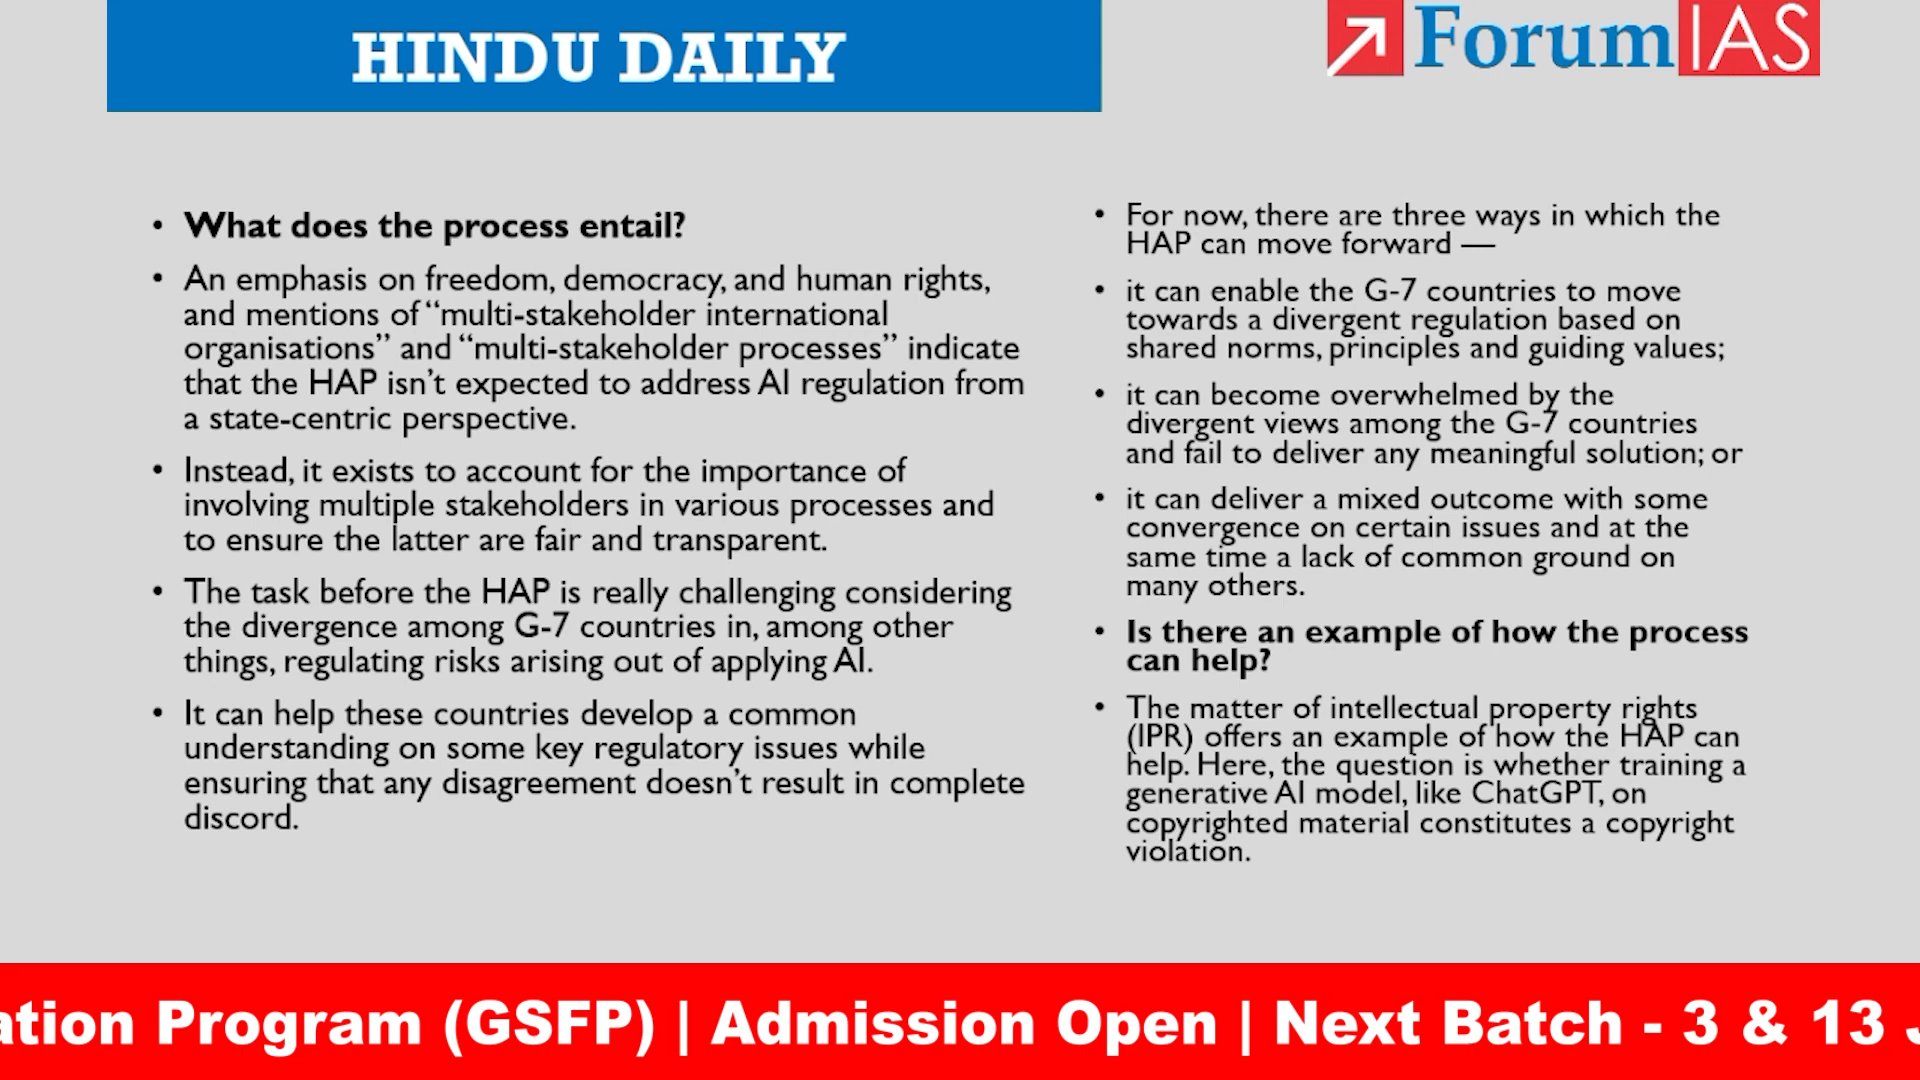 HINDU DAILY
ForumIAS
• What does the process entail?
• An emphasis on freedom, democracy, and human rights,
and mentions of “multi-stakeholder international
organisations” and “multi-stakeholder processes” indicate
that the HAP isn’t expected to address AI regulation from
a state-centric perspective.
• Instead, it exists to account for the importance of
involving multiple stakeholders in various processes and
to ensure the latter are fair and transparent.
• The task before the HAP is really challenging considering
the divergence among G-7 countries in, among other
things, regulating risks arising out of applying AI.
• It can help these countries develop a common
understanding on some key regulatory issues while
ensuring that any disagreement doesn’t result in complete
discord.
• For now, there are three ways in which the
HAP can move forward —
• it can enable the G-7 countries to move
towards a divergent regulation based on
shared norms, principles and guiding values;
• it can become overwhelmed by the
divergent views among the G-7 countries
and fail to deliver any meaningful solution; or
• it can deliver a mixed outcome with some
convergence on certain issues and at the
same time a lack of common ground on
many others.
• Is there an example of how the process
can help?
• The matter of intellectual property rights
(IPR) offers an example of how the HAP can
help. Here, the question is whether training a
generative AI model, like ChatGPT, on
copyrighted material constitutes a copyright
violation.
ation Program (GSFP) | Admission Open | Next Batch - 3 & 13